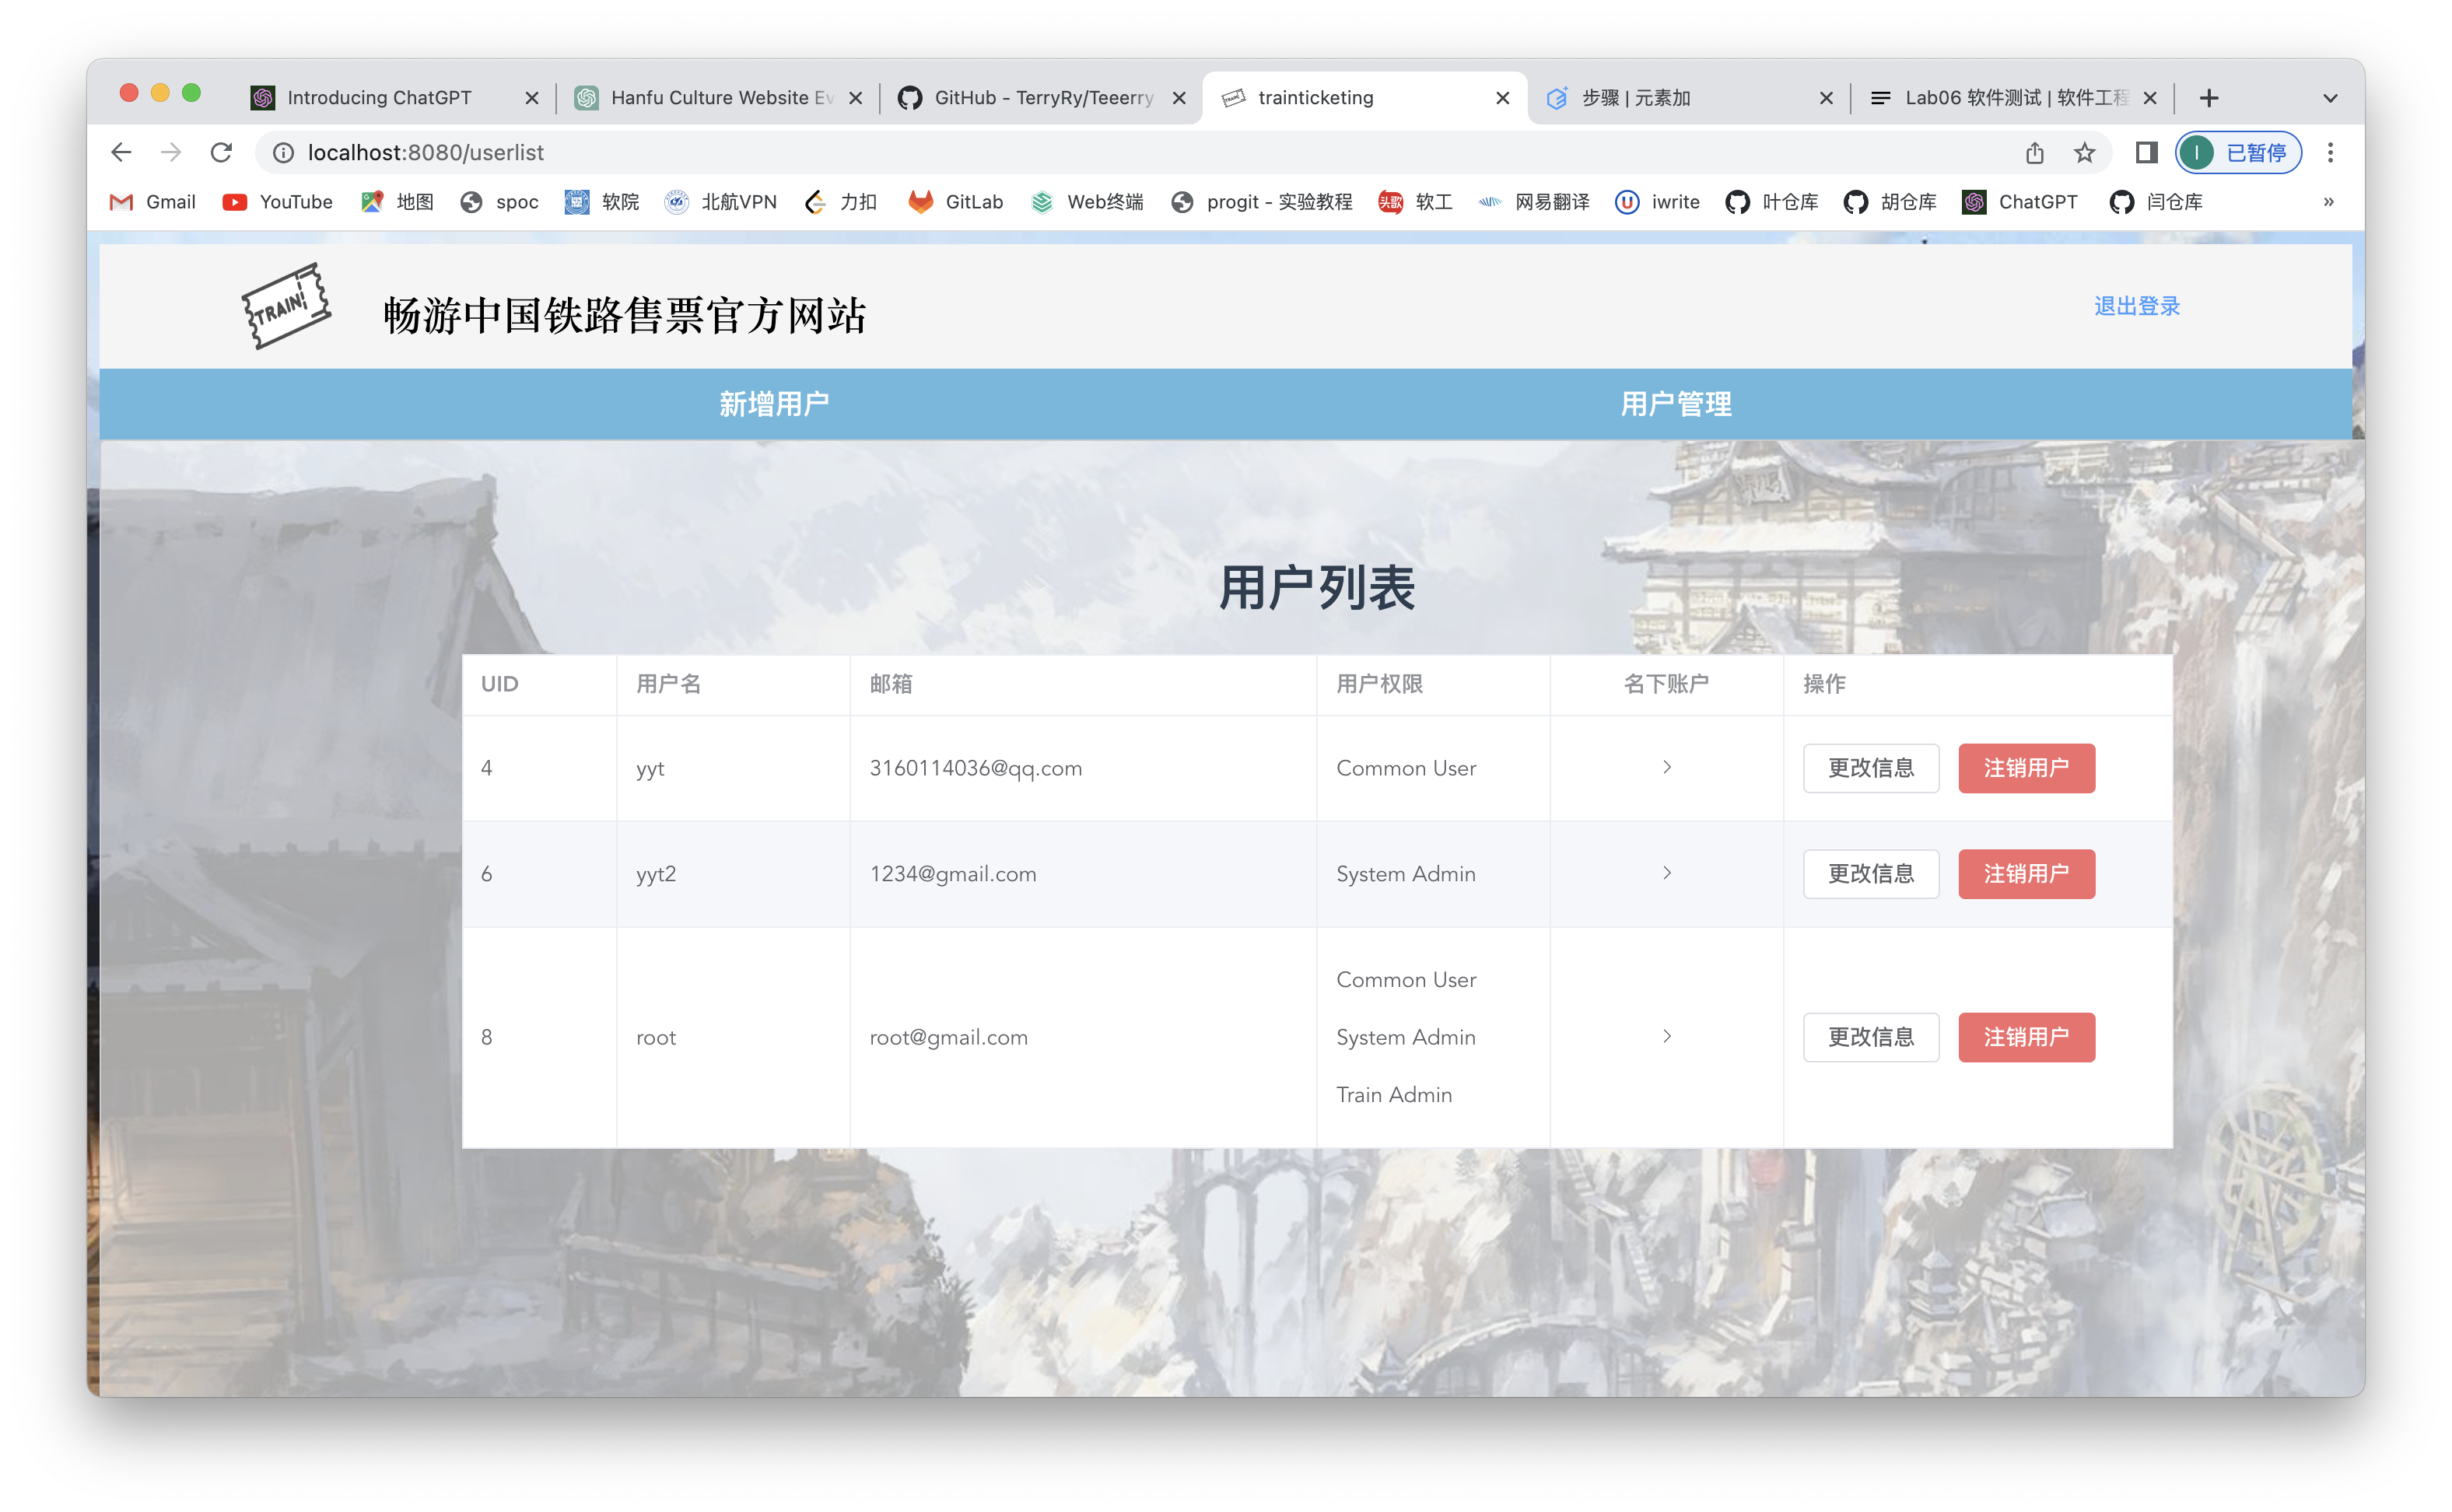 Introducing ChatGPT
Hanfu Culture Website Ev
GitHub - TerryRy/Teeerry
trainticketing
步骤 | 元素加
Lab06 软件测试 | 软件工程
localhost:8080/userlist
I
已暂停
Gmail
YouTube
地图
spoc
软院
北航VPN
力扣
GitLab
Web终端
progit - 实验教程
头歌
软工
网易翻译
iwrite
叶仓库
胡仓库
ChatGPT
闫仓库
»
TRAIN!
畅游中国铁路售票官方网站
退出登录
新增用户
用户管理
用户列表
UID 用户名 邮箱 用户权限 名下账户 操作
4 yyt 3160114036@qq.com Common User 更改信息 注销用户
6 yyt2 1234@gmail.com System Admin 更改信息 注销用户
Common User
8 root root@gmail.com System Admin 更改信息 注销用户
Train Admin